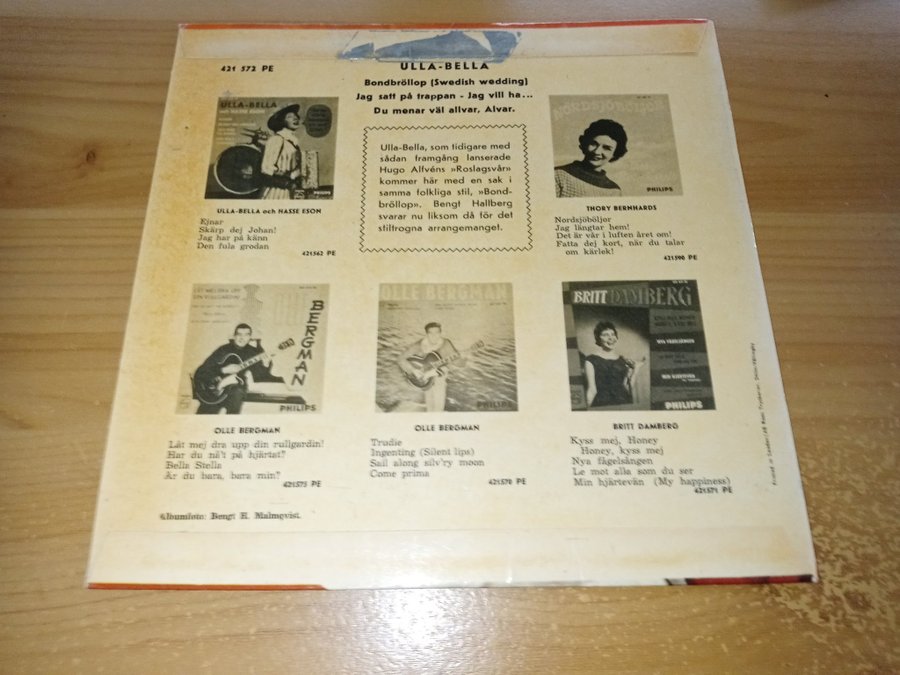 421 572 PE
ULLA-BELLA
Bondbröllop (Swedish wedding)
Jag satt på trappan - Jag vill ha...
Du menar väl allvar, Alvar.
ULLA-BELLA
PHILIPS
ULLA-BELLA och HASSE ESON
Ejnar
Skärp dej Johan!
Jag har på känn
Den fula grodan
421562 PE
Ulla-Bella, som tidigare med
sådan framgång lanserade
Hugo Alfvéns »Roslagsvår»
kommer här med en sak i
samma folkliga stil, »Bond-
bröllop». Bengt Hallberg
svarar nu liksom då för det
stiltrogna arrangemanget.
NORDSJÖBÖLJOR
PHILIPS
THORY BERNHARDS
Nordsjöböljor
Jag längtar hem!
Det är vår i luften året om!
Fatta dej kort, när du talar
om kärlek!
421590 PE
OLLE
BERGMAN
PHILIPS
OLLE BERGMAN
Låt mej dra upp din rullgardin!
Har du nå't på hjärtat?
Bella Stella
Är du bara, bara min?
421575 PE
OLLE BERGMAN
PHILIPS
OLLE BERGMAN
Trudie
Ingenting (Silent lips)
Sail along silv'ry moon
Come prima
421570 PE
BRITT DAMBERG
PHILIPS
BRITT DAMBERG
Kyss mej, Honey
Honey, kyss mej
Nya fågelsången
Le mot alla som du ser
Min hjärtevän (My happiness)
421571 PE
Albumfoto: Bengt H. Malmqvist.